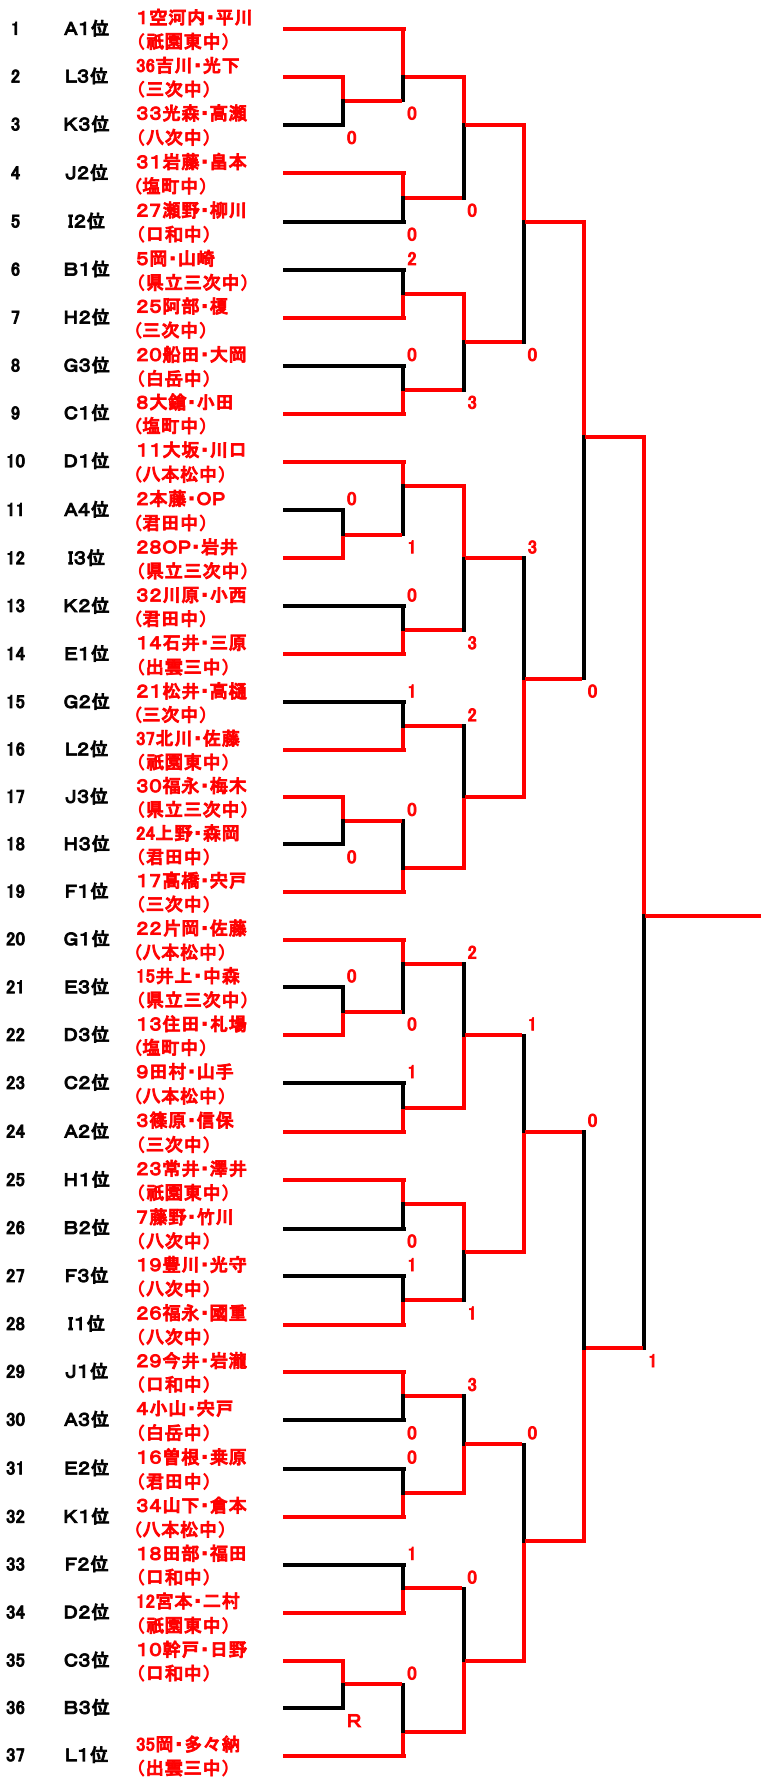 1 A1位 1空河内・平川
(祇園東中)
2 L3位 36吉川・光下
(三次中)
3 K3位 33光森・高瀬
(八次中)
0
0
4 J2位 31岩藤・畠本
(塩町中)
5 I2位 27瀬野・柳川
(口和中)
0
0
6 B1位 5岡・山崎
(県立三次中)
2
7 H2位 25阿部・榎
(三次中)
8 G3位 20船田・大岡
(白岳中)
0
0
9 C1位 8大鑰・小田
(塩町中)
3
10 D1位 11大坂・川口
(八本松中)
11 A4位 2本藤・OP
(君田中)
0
12 I3位 28OP・岩井
(県立三次中)
1
3
13 K2位 32川原・小西
(君田中)
0
14 E1位 14石井・三原
(出雲三中)
3
15 G2位 21松井・高樋
(三次中)
1
0
16 L2位 37北川・佐藤
(祇園東中)
2
17 J3位 30福永・梅木
(県立三次中)
0
18 H3位 24上野・森岡
(君田中)
0
19 F1位 17高橋・宍戸
(三次中)
20 G1位 22片岡・佐藤
(八本松中)
2
21 E3位 15井上・中森
(県立三次中)
0
22 D3位 13住田・札場
(塩町中)
0
1
23 C2位 9田村・山手
(八本松中)
1
24 A2位 3篠原・信保
(三次中)
0
25 H1位 23常井・澤井
(祇園東中)
26 B2位 7藤野・竹川
(八次中)
0
27 F3位 19豊川・光守
(八次中)
1
28 I1位 26福永・國重
(八次中)
1
29 J1位 29今井・岩瀧
(口和中)
3
1
30 A3位 4小山・宍戸
(白岳中)
0
0
31 E2位 16曽根・桒原
(君田中)
0
32 K1位 34山下・倉本
(八本松中)
33 F2位 18田部・福田
(口和中)
1
0
34 D2位 12宮本・二村
(祇園東中)
35 C3位 10幹戸・日野
(口和中)
0
36 B3位
R
37 L1位 35岡・多々納
(出雲三中)